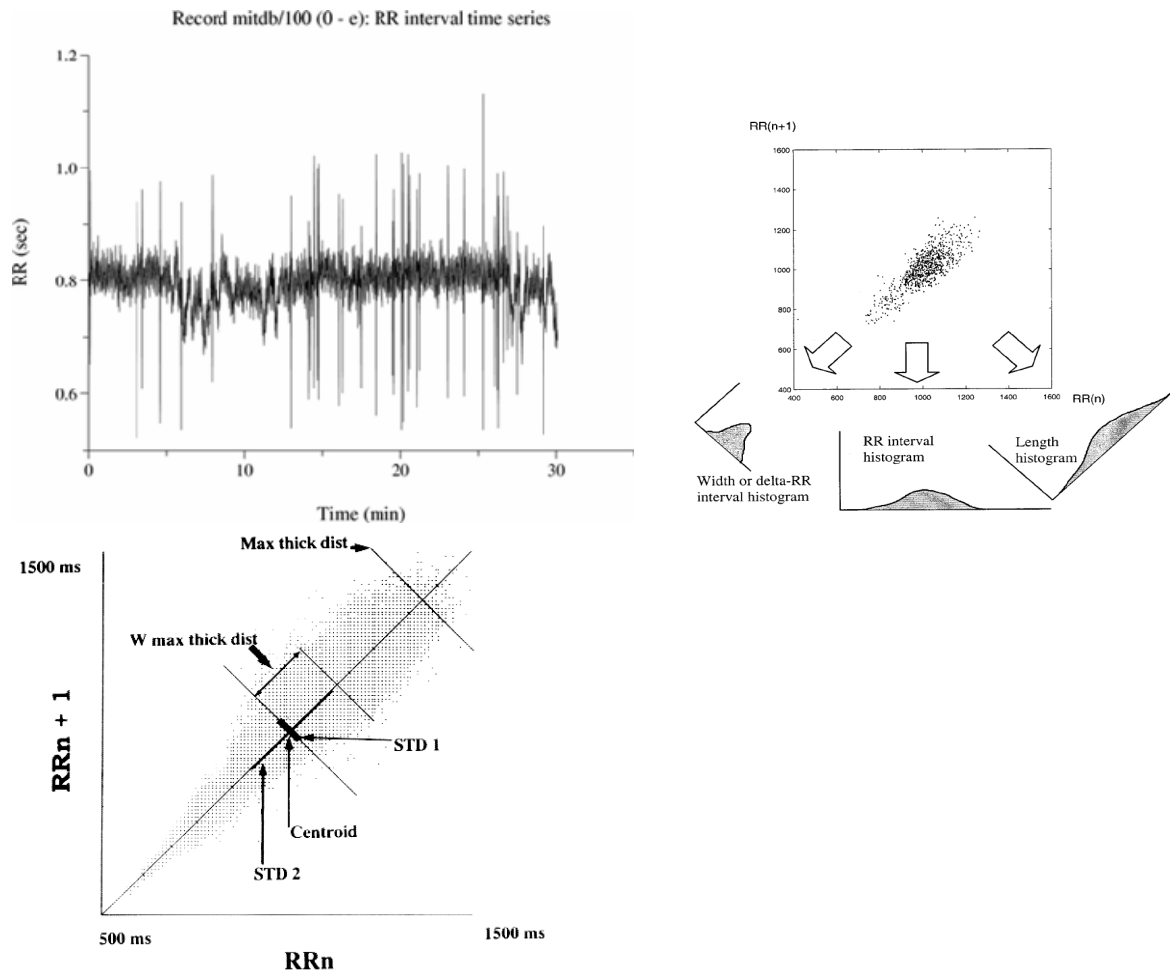 Record mitdb/100 (0 - e): RR interval time series
1.2
1.0
0.8
0.6
RR (sec)
0
10
20
30
Time (min)
RR(n+1)
1600
1400
1200
1000
800
600
400
400 600 800 1000 1200 1400 1600
RR(n)
Width or delta-RR
interval histogram
RR interval
histogram
Length
histogram
Max thick dist
1500 ms
W max thick dist
RRn + 1
STD 1
Centroid
STD 2
500 ms
1500 ms
RRn